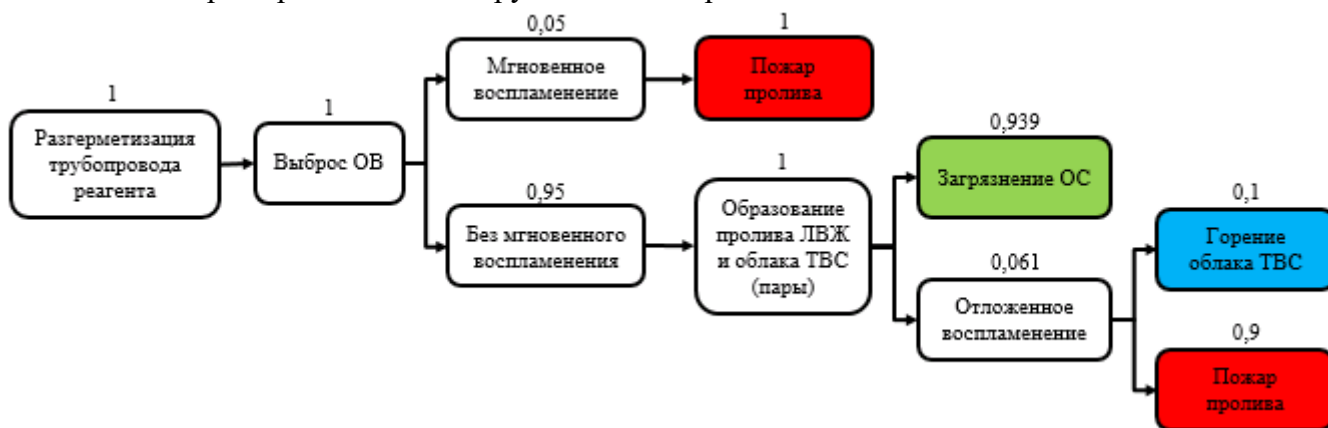 0,05
1
Мгновенное
воспламенение
Пожар
пролива
1
Разгерметизация
трубопровода
реагента
1
Выброс ОВ
0,95
Без мгновенного
воспламенения
1
Образование
пролива ЛВЖ
и облака ТВС
(пары)
0,939
Загрязнение ОС
0,061
Отложенное
воспламенение
0,1
Горение
облака ТВС
0,9
Пожар
пролива